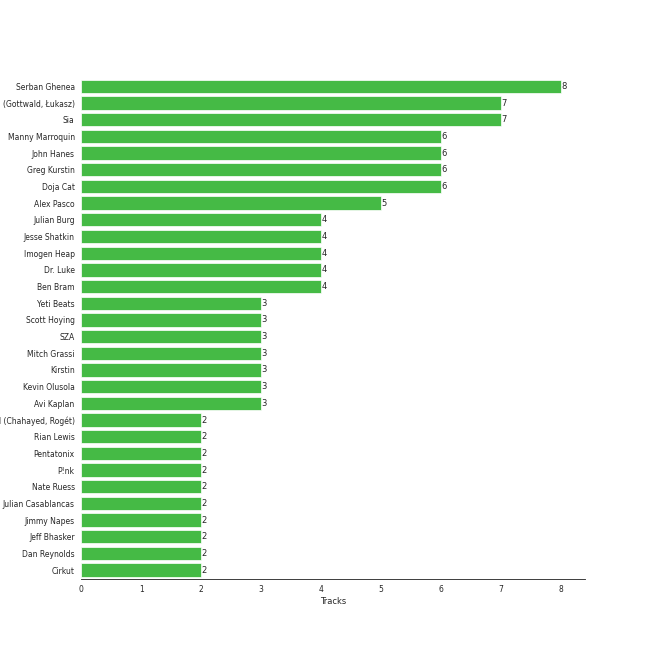 Serban Ghenea 8
(Gottwald, Łukasz) 7
Sia 7
Manny Marroquin 6
John Hanes 6
Greg Kurstin 6
Doja Cat 6
Alex Pasco 5
Julian Burg 4
Jesse Shatkin 4
Imogen Heap 4
Dr. Luke 4
Ben Bram 4
Yeti Beats 3
Scott Hoying 3
SZA 3
Mitch Grassi 3
Kirstin 3
Kevin Olusola 3
Avi Kaplan 3
(Chahayed, Rogét) 2
Rian Lewis 2
Pentatonix 2
P!nk 2
Nate Ruess 2
Julian Casablancas 2
Jimmy Napes 2
Jeff Bhasker 2
Dan Reynolds 2
Cirkut 2
0 1 2 3 4 5 6 7 8
Tracks